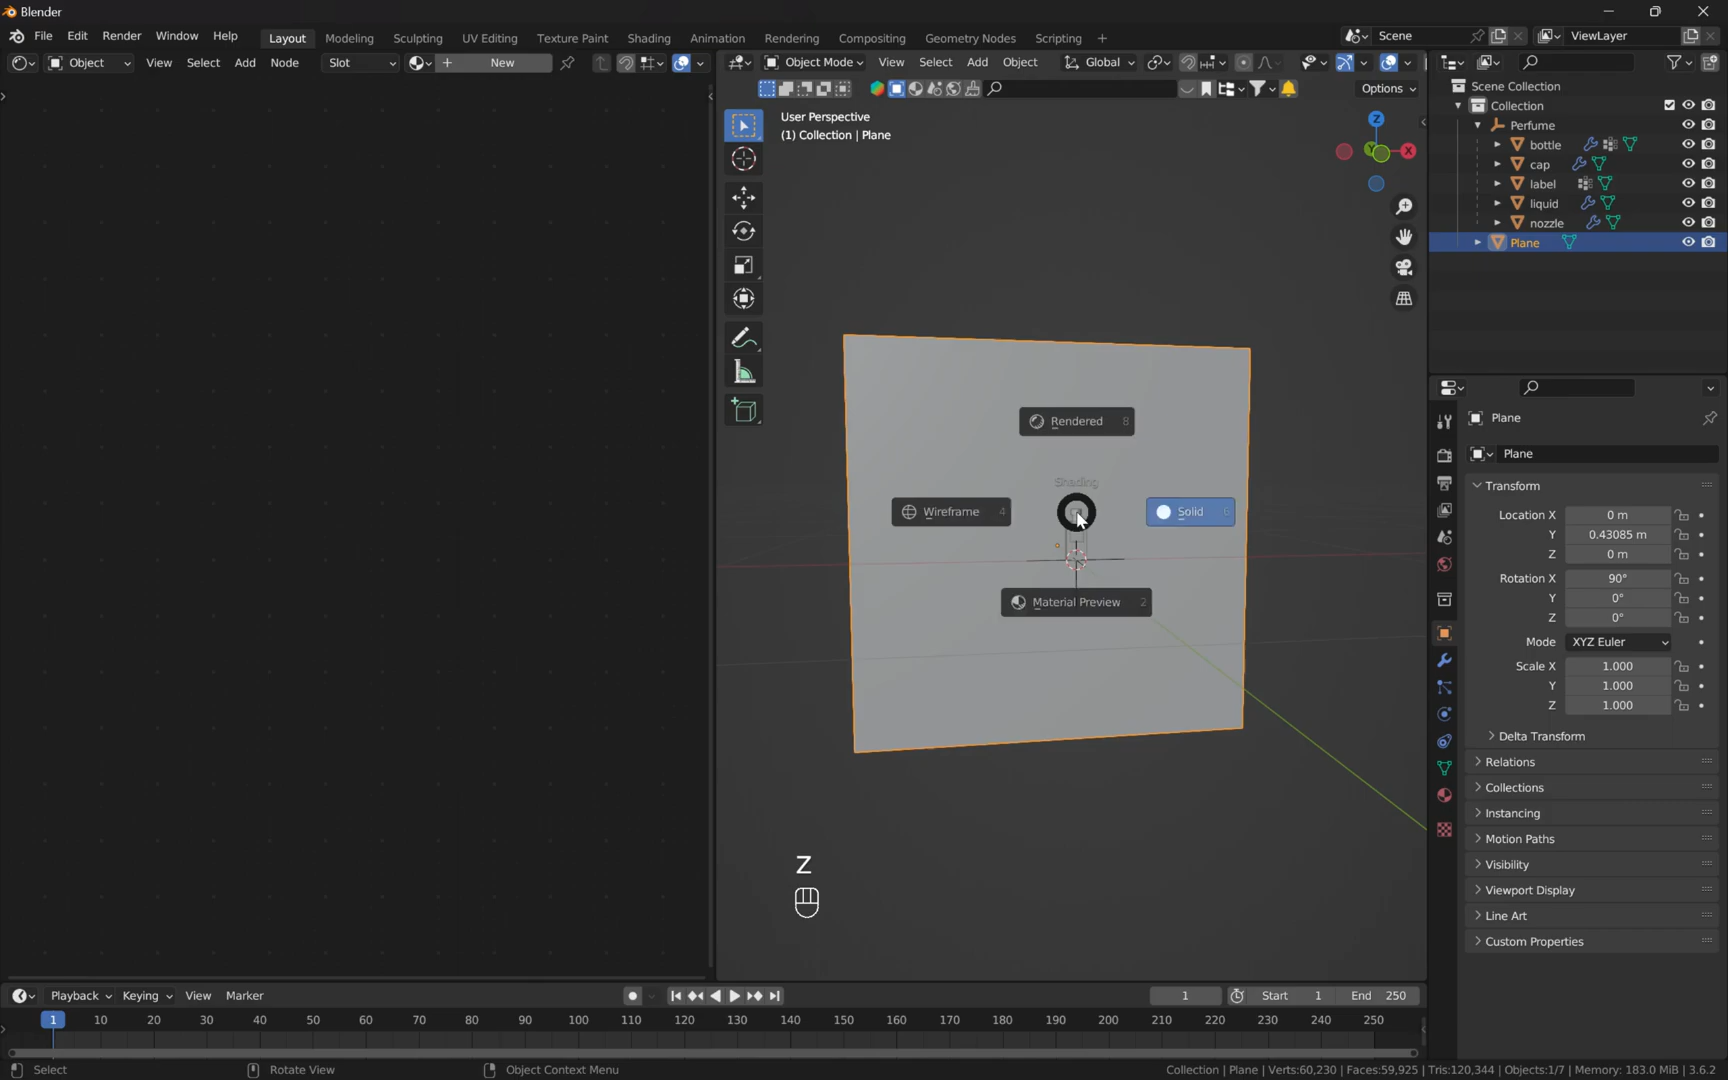 Blender
File Edit Render Window Help Layout Modeling Sculpting UV Editing Texture Paint Shading Animation Rendering Compositing Geometry Nodes Scripting + Scene ViewLayer
Object View Select Add Node Slot New Object Mode View Select Add Object Global
Options
User Perspective
(1) Collection | Plane
Z
X
Y
Scene Collection
Collection
Perfume
bottle
cap
label
liquid
nozzle
Plane
Rendered 8
Shading
Wireframe 4
Solid 6
Material Preview 2
Z
Plane
Plane
Transform
Location X 0 m
Y 0.43085 m
Z 0 m
Rotation X 90°
Y 0°
Z 0°
Mode XYZ Euler
Scale X 1.000
Y 1.000
Z 1.000
Delta Transform
Relations
Collections
Instancing
Motion Paths
Visibility
Viewport Display
Line Art
Custom Properties
Playback Keying View Marker 1 Start 1 End 250
1 10 20 30 40 50 60 70 80 90 100 110 120 130 140 150 160 170 180 190 200 210 220 230 240 250
Select Rotate View Object Context Menu Collection | Plane | Verts:60,230 | Faces:59,925 | Tris:120,344 | Objects:1/7 | Memory: 183.0 MiB | 3.6.2